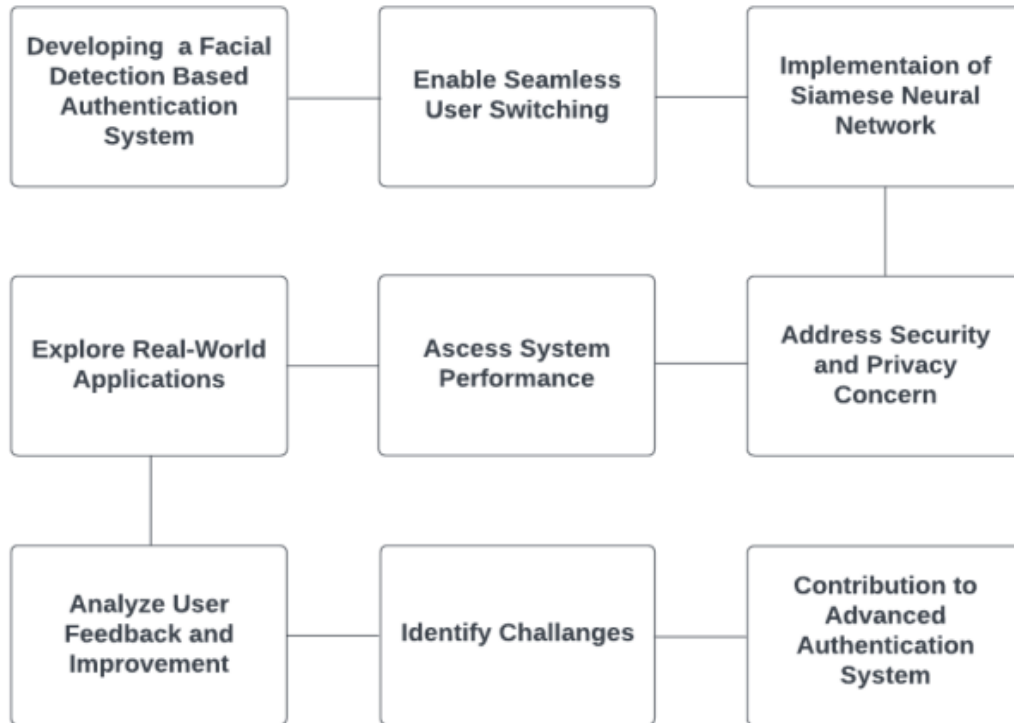 Developing a Facial
Detection Based
Authentication
System
Enable Seamless
User Switching
Implementaion of
Siamese Neural
Network
Explore Real-World
Applications
Ascess System
Performance
Address Security
and Privacy
Concern
Analyze User
Feedback and
Improvement
Identify Challanges
Contribution to
Advanced
Authentication
System